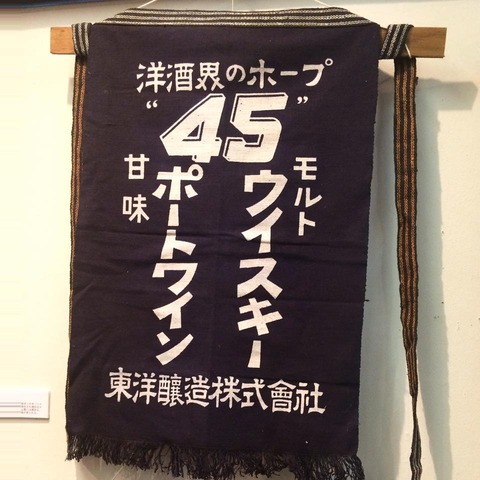 洋酒界のホープ
“45”
モルト
ウイスキー
甘味
ポートワイン
東洋醸造株式會社